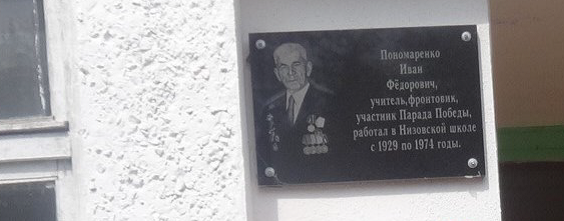 Пономаренко
Иван
Фёдорович,
учитель,фронтовик,
участник Парада Победы,
работал в Низовской школе
с 1929 по 1974 годы.